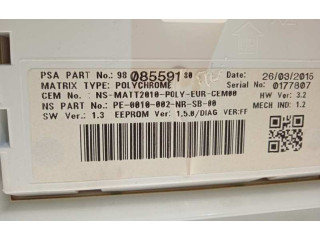 PSA PART No.: 98 085591 80 Date: 26/03/2015
MATRIX TYPE: POLYCHROME Serial No: 0177807
CEM No.: NS-MATT2010-POLY-EUR-CEM00 HW Ver.: 3.2
NS PART No.: PE-0010-002-NR-SB-00 MECH IND: 1.2
SW Ver.: 1.3 EEPROM Ver: 1,5.0/DIAG VER:FF